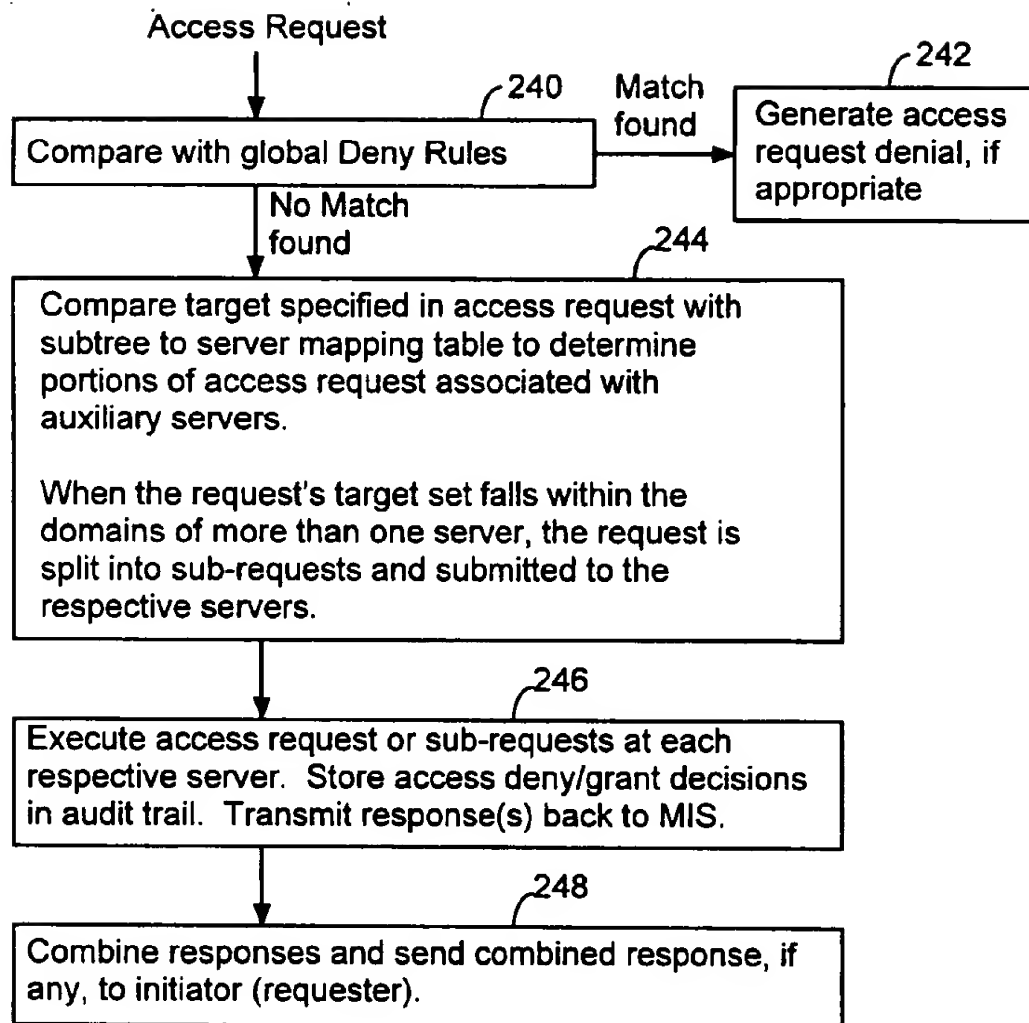 Access Request
240
Match
found
242
Compare with global Deny Rules
Generate access
request denial, if
appropriate
No Match
found
244
Compare target specified in access request with
subtree to server mapping table to determine
portions of access request associated with
auxiliary servers.
When the request's target set falls within the
domains of more than one server, the request is
split into sub-requests and submitted to the
respective servers.
246
Execute access request or sub-requests at each
respective server. Store access deny/grant decisions
in audit trail. Transmit response(s) back to MIS.
248
Combine responses and send combined response, if
any, to initiator (requester).